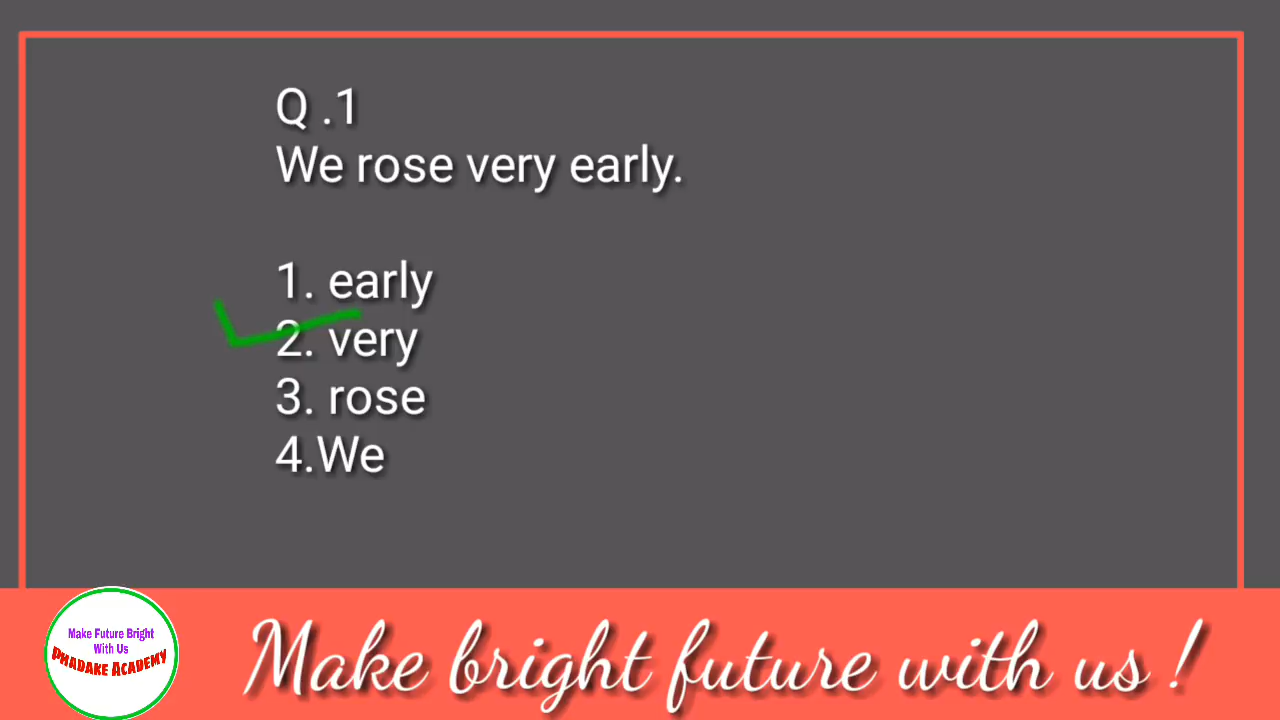 Q .1
We rose very early.
1. early
2. very
3. rose
4.We
Make Future Bright
With Us
PHADAKE ACADEMY
Make bright future with us !